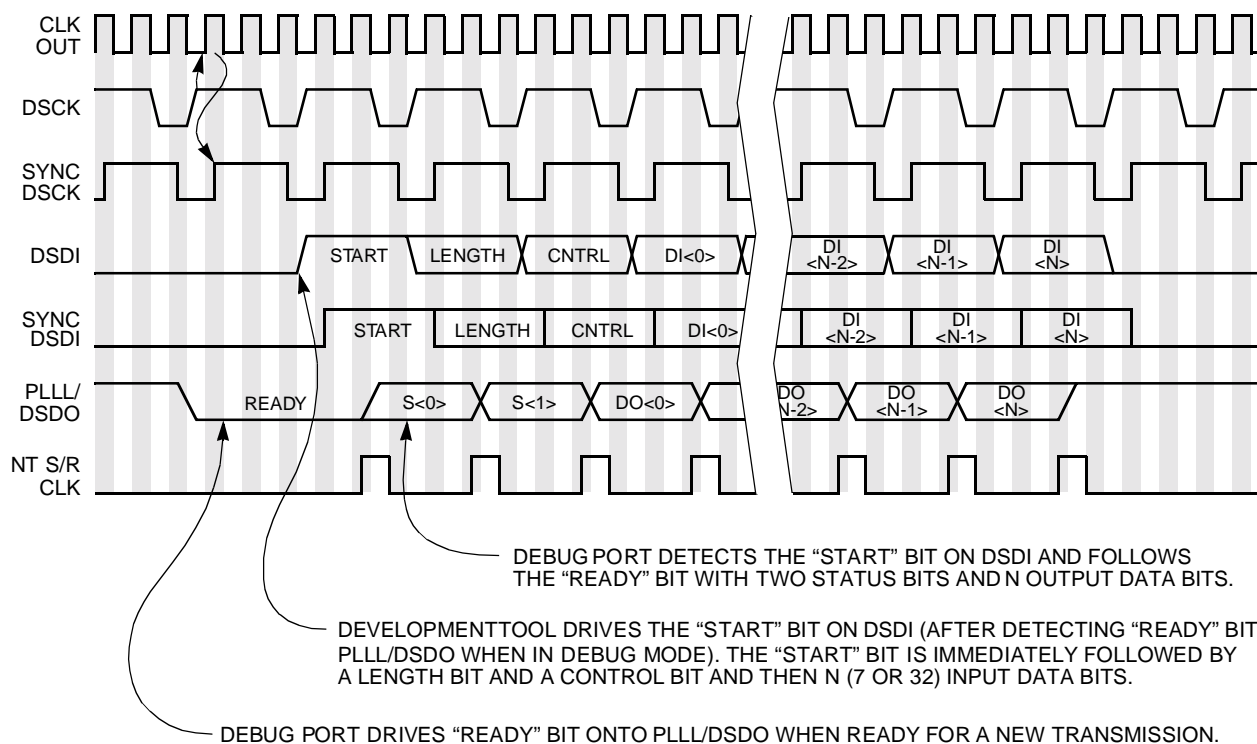 CLK
OUT
DSCK
SYNC
DSCK
DSDI
START
LENGTH
CNTRL
DI<0>
DI
<N-2>
DI
<N-1>
DI
<N>
SYNC
DSDI
START
LENGTH
CNTRL
DI<0>
DI
<N-2>
DI
<N-1>
DI
<N>
PLLL/
DSDO
READY
S<0>
S<1>
DO<0>
DO
N-2>
DO
<N-1>
DO
<N>
NT S/R
CLK
DEBUG PORT DETECTS THE “START” BIT ON DSDI AND FOLLOWS
THE “READY” BIT WITH TWO STATUS BITS AND N OUTPUT DATA BITS.
DEVELOPMENT TOOL DRIVES THE “START” BIT ON DSDI (AFTER DETECTING “READY” BIT
PLLL/DSDO WHEN IN DEBUG MODE). THE “START” BIT IS IMMEDIATELY FOLLOWED BY
A LENGTH BIT AND A CONTROL BIT AND THEN N (7 OR 32) INPUT DATA BITS.
DEBUG PORT DRIVES “READY” BIT ONTO PLLL/DSDO WHEN READY FOR A NEW TRANSMISSION.